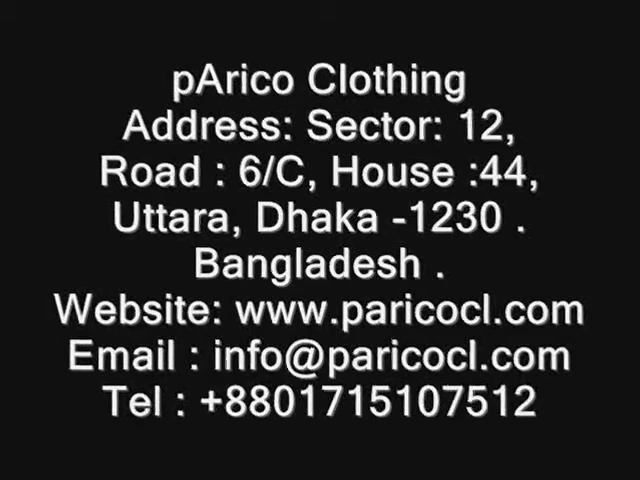 pArico Clothing
Address: Sector: 12,
Road : 6/C, House :44,
Uttara, Dhaka -1230 .
Bangladesh .
Website: www.paricocl.com
Email : info@paricocl.com
Tel : +8801715107512